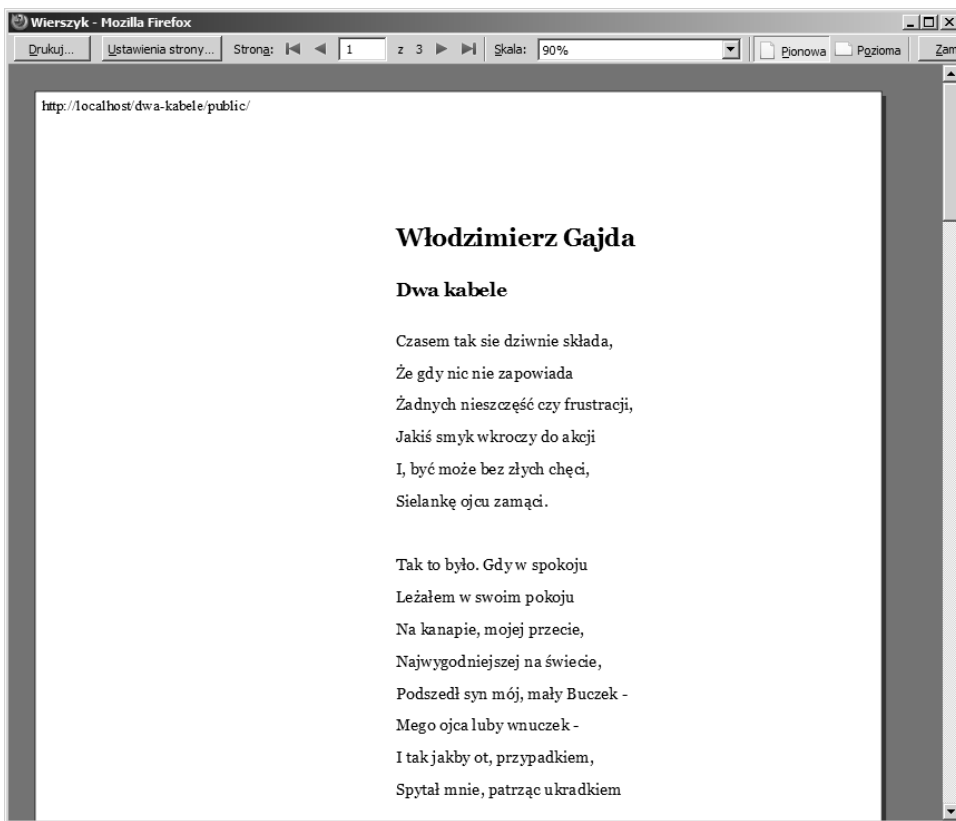 Wierszyk - Mozilla Firefox
Drukuj... Ustawienia strony... Strona: 1 z 3 Skala: 90% Pionowa Pozioma Zam
http://localhost/dwa-kabele/public/
Włodzimierz Gajda
Dwa kabele
Czasem tak sie dziwnie składa,
Że gdy nic nie zapowiada
Żadnych nieszczęść czy frustracji,
Jakiś smyk wkroczy do akcji
I, być może bez złych chęci,
Sielankę ojcu zamąci.
Tak to było. Gdy w spokoju
Leżałem w swoim pokoju
Na kanapie, mojej przecie,
Najwygodniejszej na świecie,
Podszedł syn mój, mały Buczek -
Mego ojca luby wnuczek -
I tak jakby ot, przypadkiem,
Spytał mnie, patrząc ukradkiem